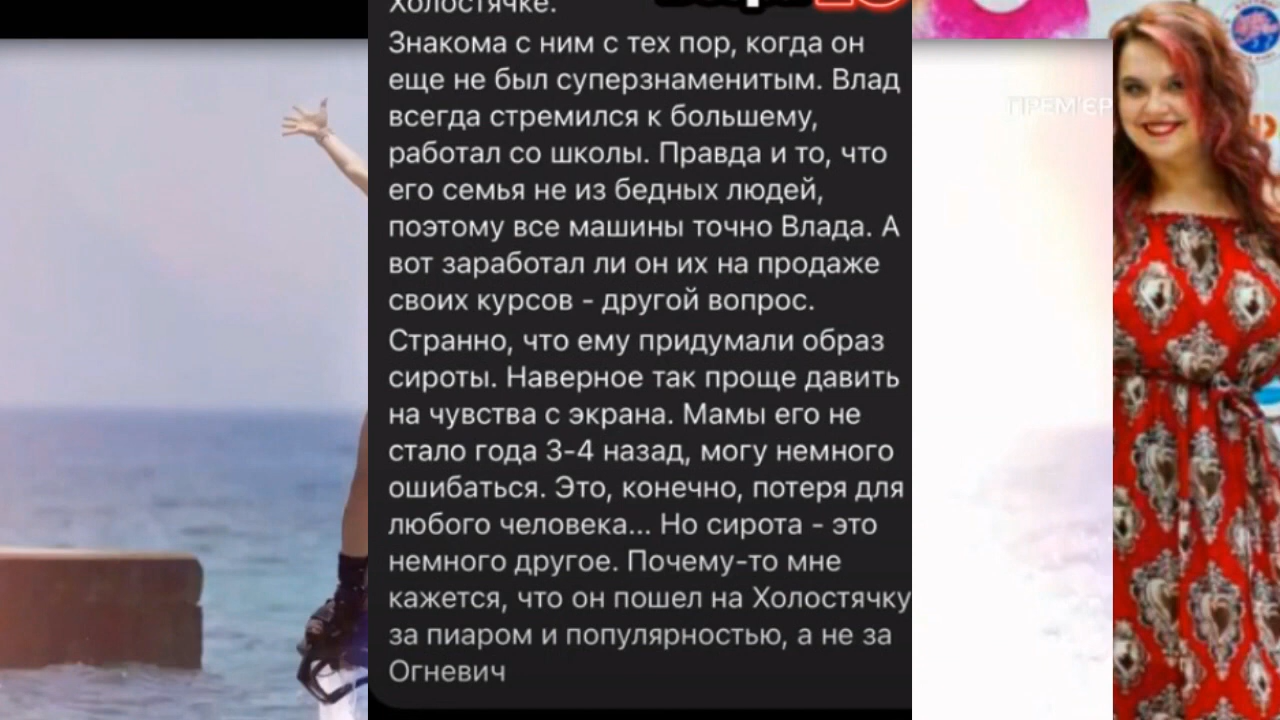 Холостячке.
Знакома с ним с тех пор, когда он
еще не был суперзнаменитым. Влад
всегда стремился к большему,
работал со школы. Правда и то, что
его семья не из бедных людей,
поэтому все машины точно Влада. А
вот заработал ли он их на продаже
своих курсов - другой вопрос.
Странно, что ему придумали образ
сироты. Наверное так проще давить
на чувства с экрана. Мамы его не
стало года 3-4 назад, могу немного
ошибаться. Это, конечно, потеря для
любого человека... Но сирота - это
немного другое. Почему-то мне
кажется, что он пошел на Холостячку
за пиаром и популярностью, а не за
Огневич
ПРЕМ'ЄР